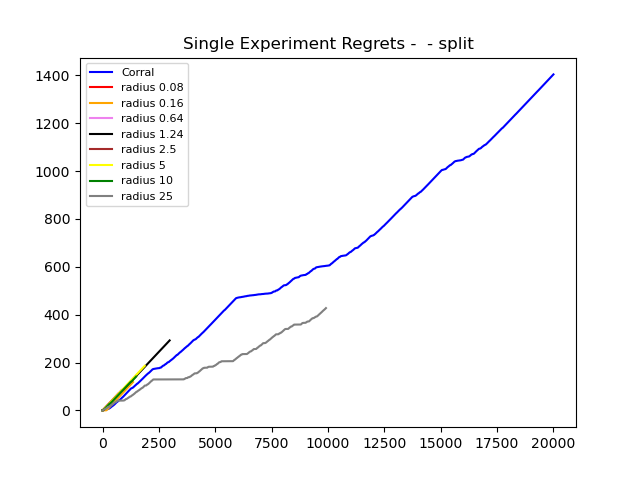 Single Experiment Regrets -  - split
1400
1200
1000
800
600
400
200
0
Corral
radius 0.08
radius 0.16
radius 0.64
radius 1.24
radius 2.5
radius 5
radius 10
radius 25
0 2500 5000 7500 10000 12500 15000 17500 20000